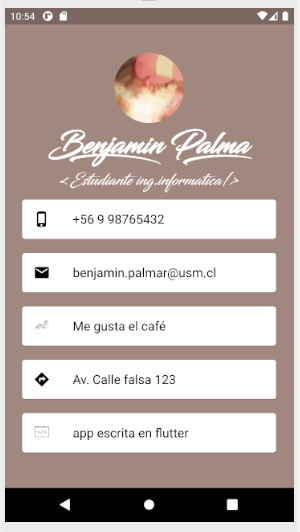 10:54
Benjamin Palma
< Estudiante ing.informatica/>
+56 9 98765432
benjamin.palmar@usm.cl
Me gusta el café
Av. Calle falsa 123
app escrita en flutter